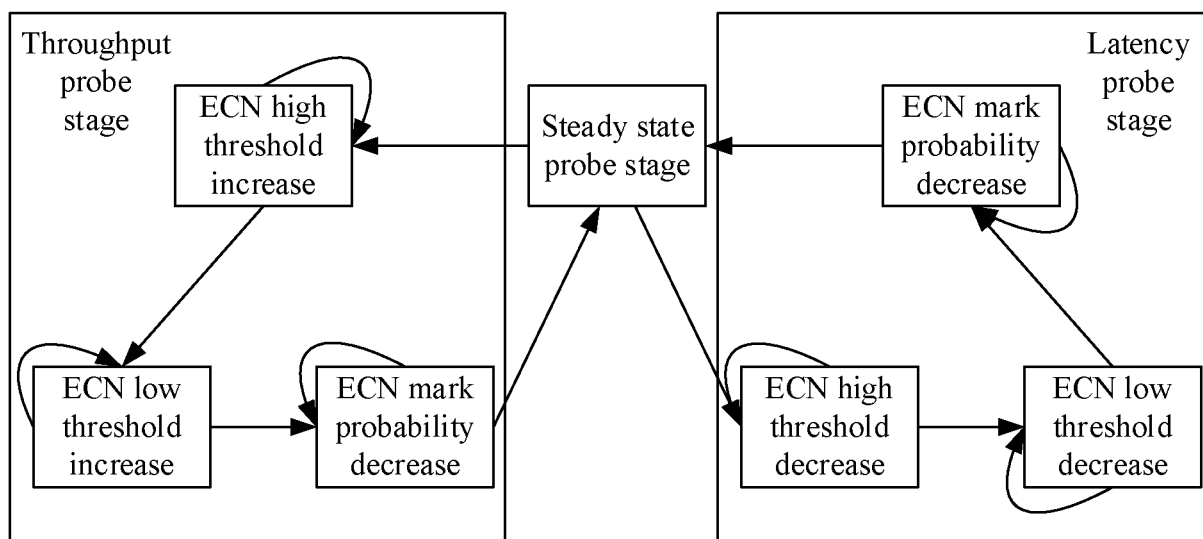 Throughput
probe
stage
ECN high
threshold
increase
ECN low
threshold
increase
ECN mark
probability
decrease
Steady state
probe stage
Latency
probe
stage
ECN mark
probability
decrease
ECN high
threshold
decrease
ECN low
threshold
decrease